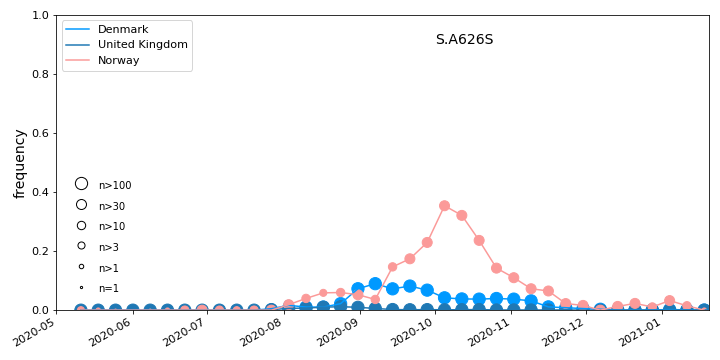 S.A626S
Denmark
United Kingdom
Norway
frequency
1.0
0.8
0.6
0.4
0.2
0.0
n>100
n>30
n>10
n>3
n>1
n=1
2020-05
2020-06
2020-07
2020-08
2020-09
2020-10
2020-11
2020-12
2021-01